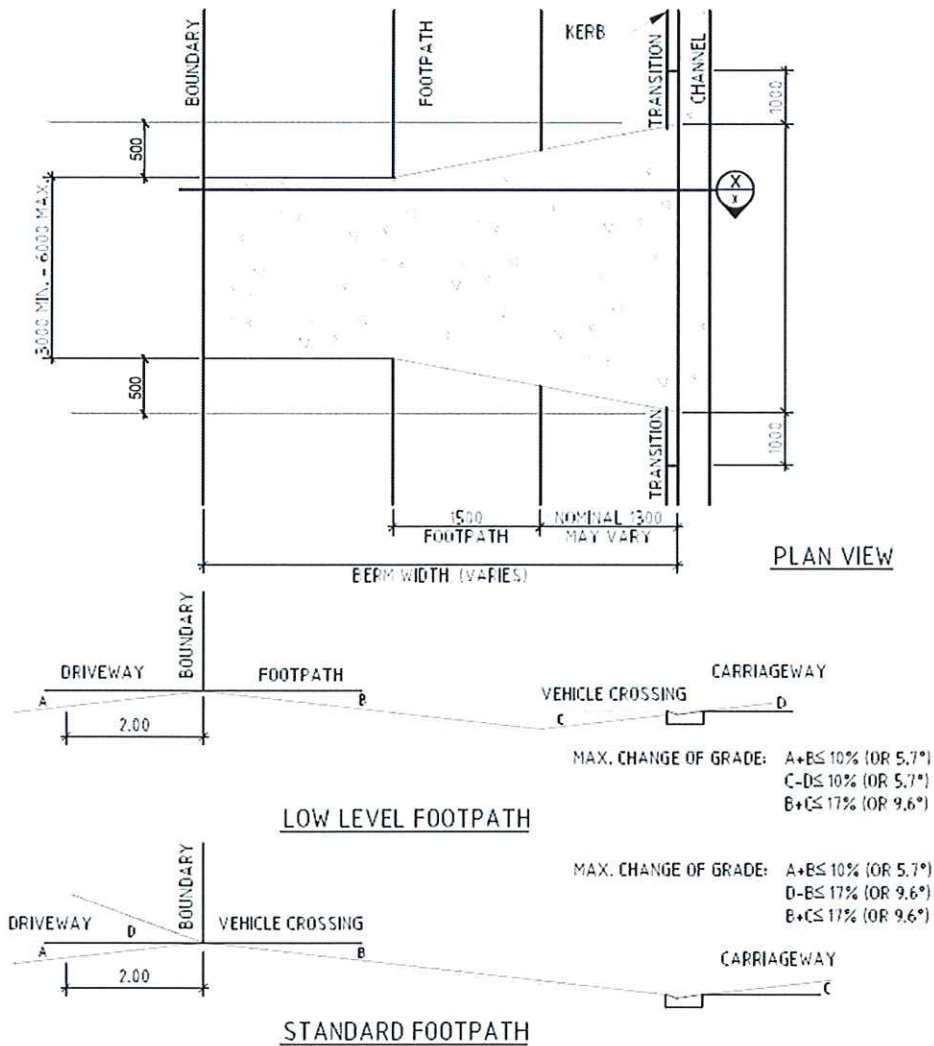 KERB
BOUNDARY
FOOTPATH
TRANSITION
CHANNEL
1000
500
X
X
3000 MIN. - 6000 MAX.
500
1000
TRANSITION
1500
NOMINAL 1300
FOOTPATH
MAY VARY
BERM WIDTH (VARIES)
PLAN VIEW
BOUNDARY
DRIVEWAY
FOOTPATH
CARRIAGEWAY
A
B
VEHICLE CROSSING
C
D
2.00
MAX. CHANGE OF GRADE: A+B≤ 10% (OR 5.7°)
C-D≤ 10% (OR 5.7°)
B+C≤ 17% (OR 9.6°)
LOW LEVEL FOOTPATH
MAX. CHANGE OF GRADE: A+B≤ 10% (OR 5.7°)
D-B≤ 17% (OR 9.6°)
B+C≤ 17% (OR 9.6°)
BOUNDARY
DRIVEWAY
D
VEHICLE CROSSING
A
B
CARRIAGEWAY
2.00
C
STANDARD FOOTPATH